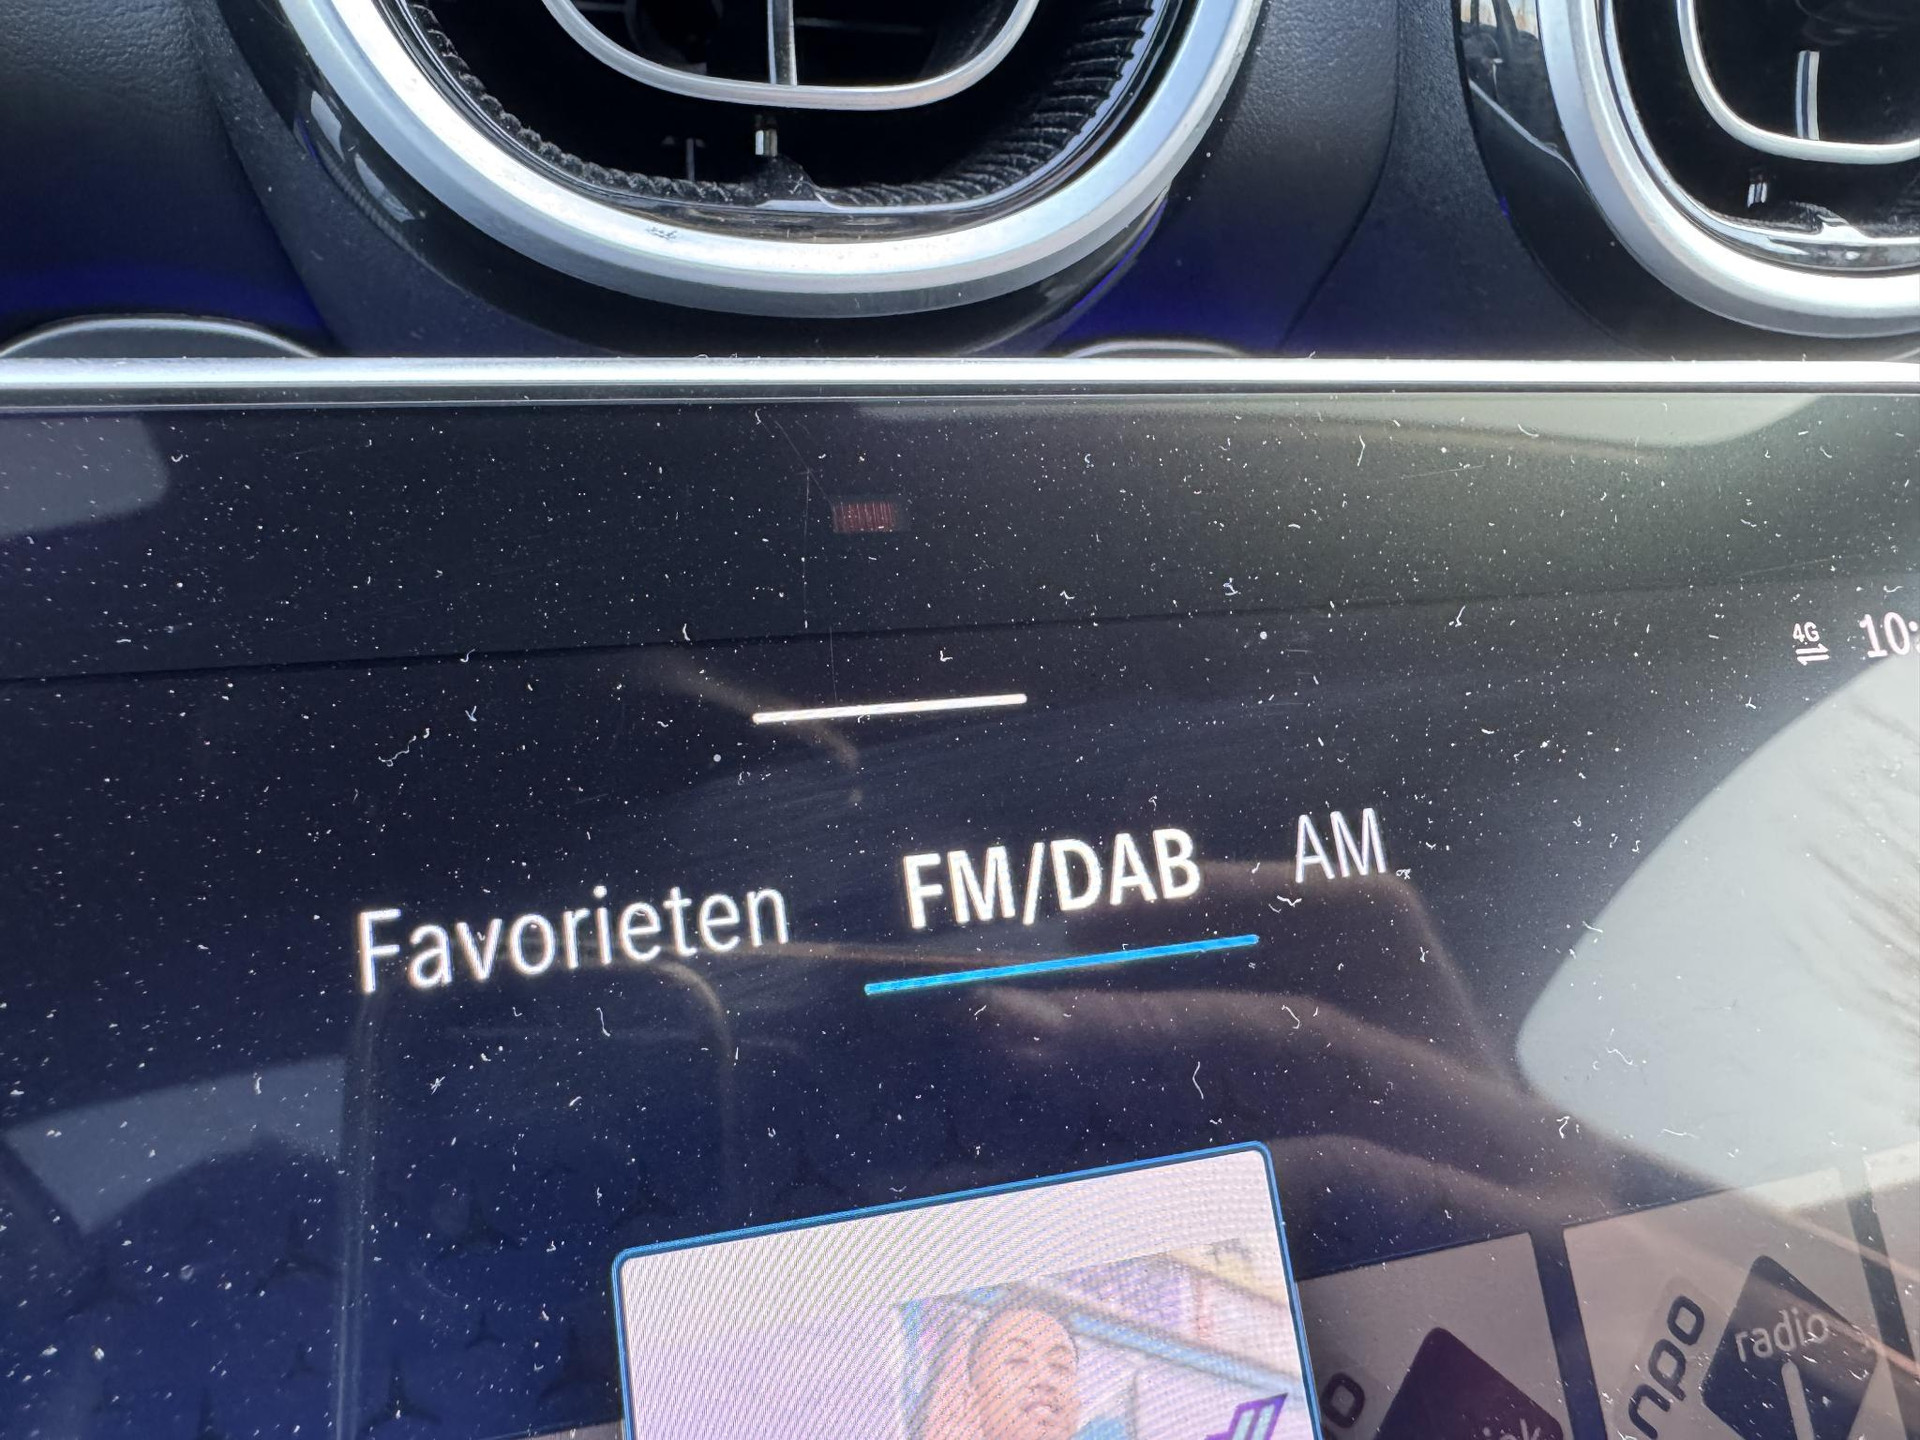 4G 10:
Favorieten FM/DAB AM
npo radio